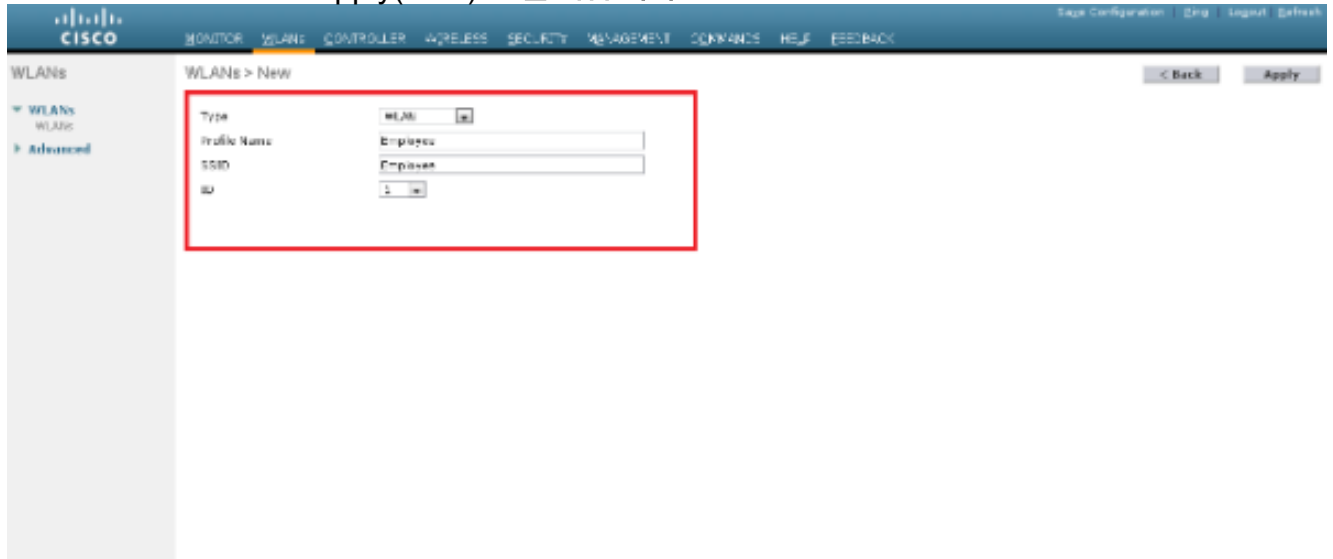 Save Configuration | Ping | Logout | Refresh
CISCO
MONITOR WLANs CONTROLLER WIRELESS SECURITY MANAGEMENT COMMANDS HELP FEEDBACK
WLANs
WLANs > New
< Back
Apply
WLANs
WLANs
Advanced
Type WLAN
Profile Name Employee
SSID Employee
ID 1